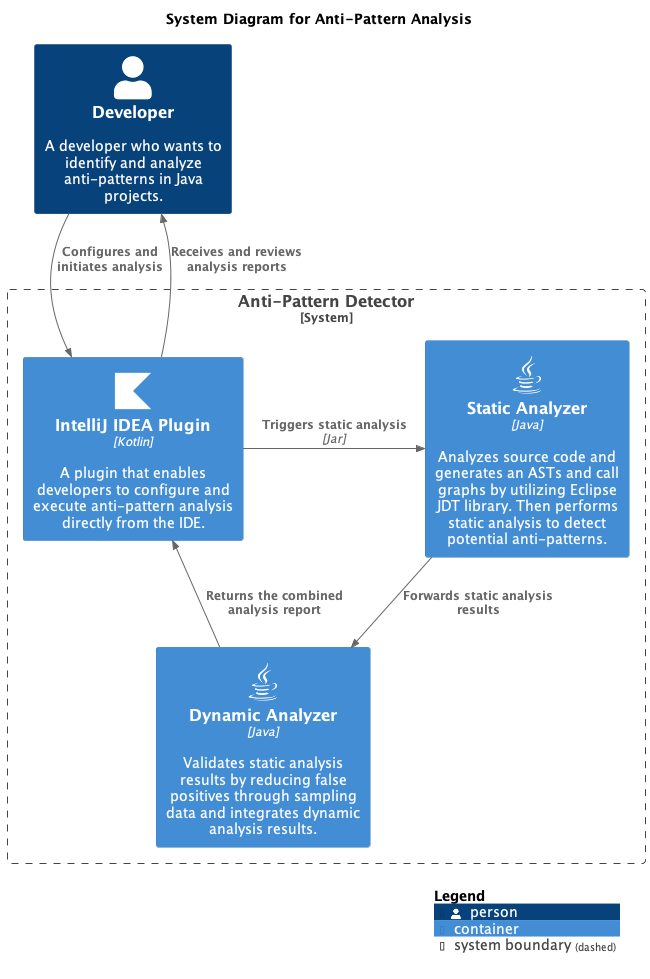 System Diagram for Anti-Pattern Analysis
Developer
A developer who wants to
identify and analyze
anti-patterns in Java
projects.
Configures and
initiates analysis
Receives and reviews
analysis reports
Anti-Pattern Detector
[System]
IntelliJ IDEA Plugin
[Kotlin]
A plugin that enables
developers to configure and
execute anti-pattern analysis
directly from the IDE.
Triggers static analysis
[Jar]
Static Analyzer
[Java]
Analyzes source code and
generates an ASTs and call
graphs by utilizing Eclipse
JDT library. Then performs
static analysis to detect
potential anti-patterns.
Returns the combined
analysis report
Forwards static analysis
results
Dynamic Analyzer
[Java]
Validates static analysis
results by reducing false
positives through sampling
data and integrates dynamic
analysis results.
Legend
person
container
system boundary (dashed)